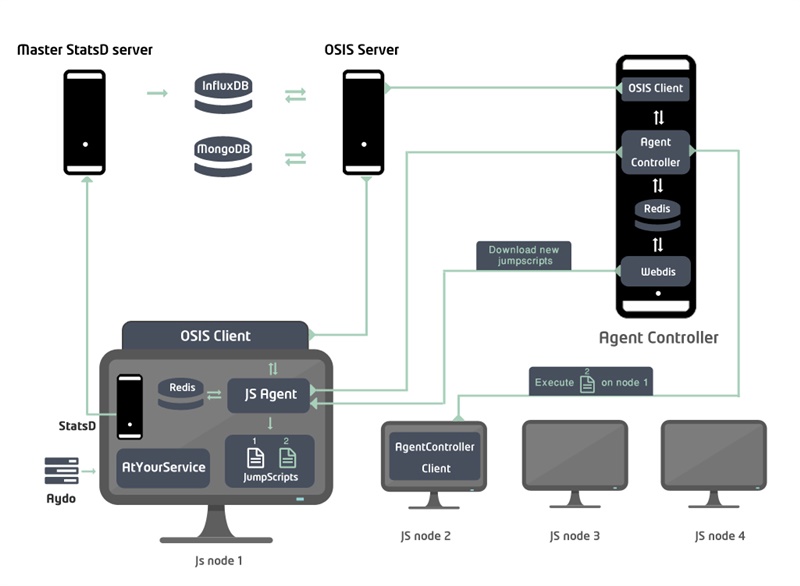 Master StatsD server
OSIS Server
InfluxDB
MongoDB
OSIS Client
Agent
Controller
Redis
Webdis
Agent Controller
Download new
jumpscripts
OSIS Client
Redis
JS Agent
StatsD
AtYourService
1 2
JumpScripts
Aydo
Js node 1
2
Execute on node 1
AgentController
Client
JS node 2
JS node 3
JS node 4